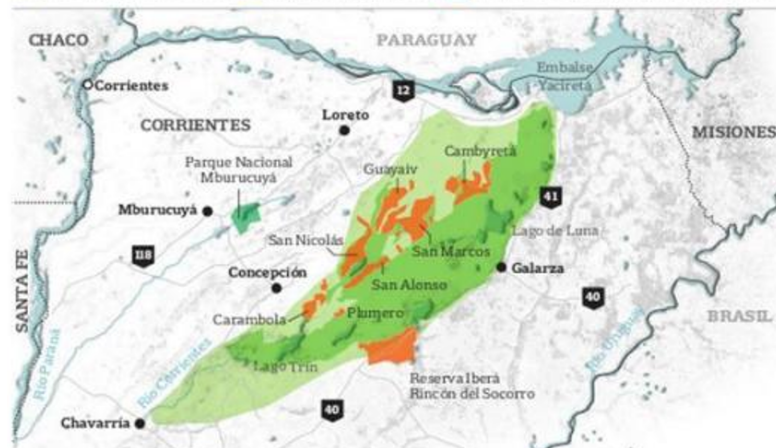 CHACO
PARAGUAY
Embalse
Yacyretá
Corrientes
12
Loreto
CORRIENTES
MISIONES
Cambyretá
Parque Nacional
Mburucuyá
Guayaiv
41
Mburucuyá
Lago de Luna
San Nicolás
San Marcos
118
Galarza
Concepción
San Alonso
40
SANTA FE
Carambola
Plumero
BRASIL
Río Paraná
Río Corrientes
Lago Trin
Río Uruguay
Reserva Iberá
Rincón del Socorro
40
Chavarría